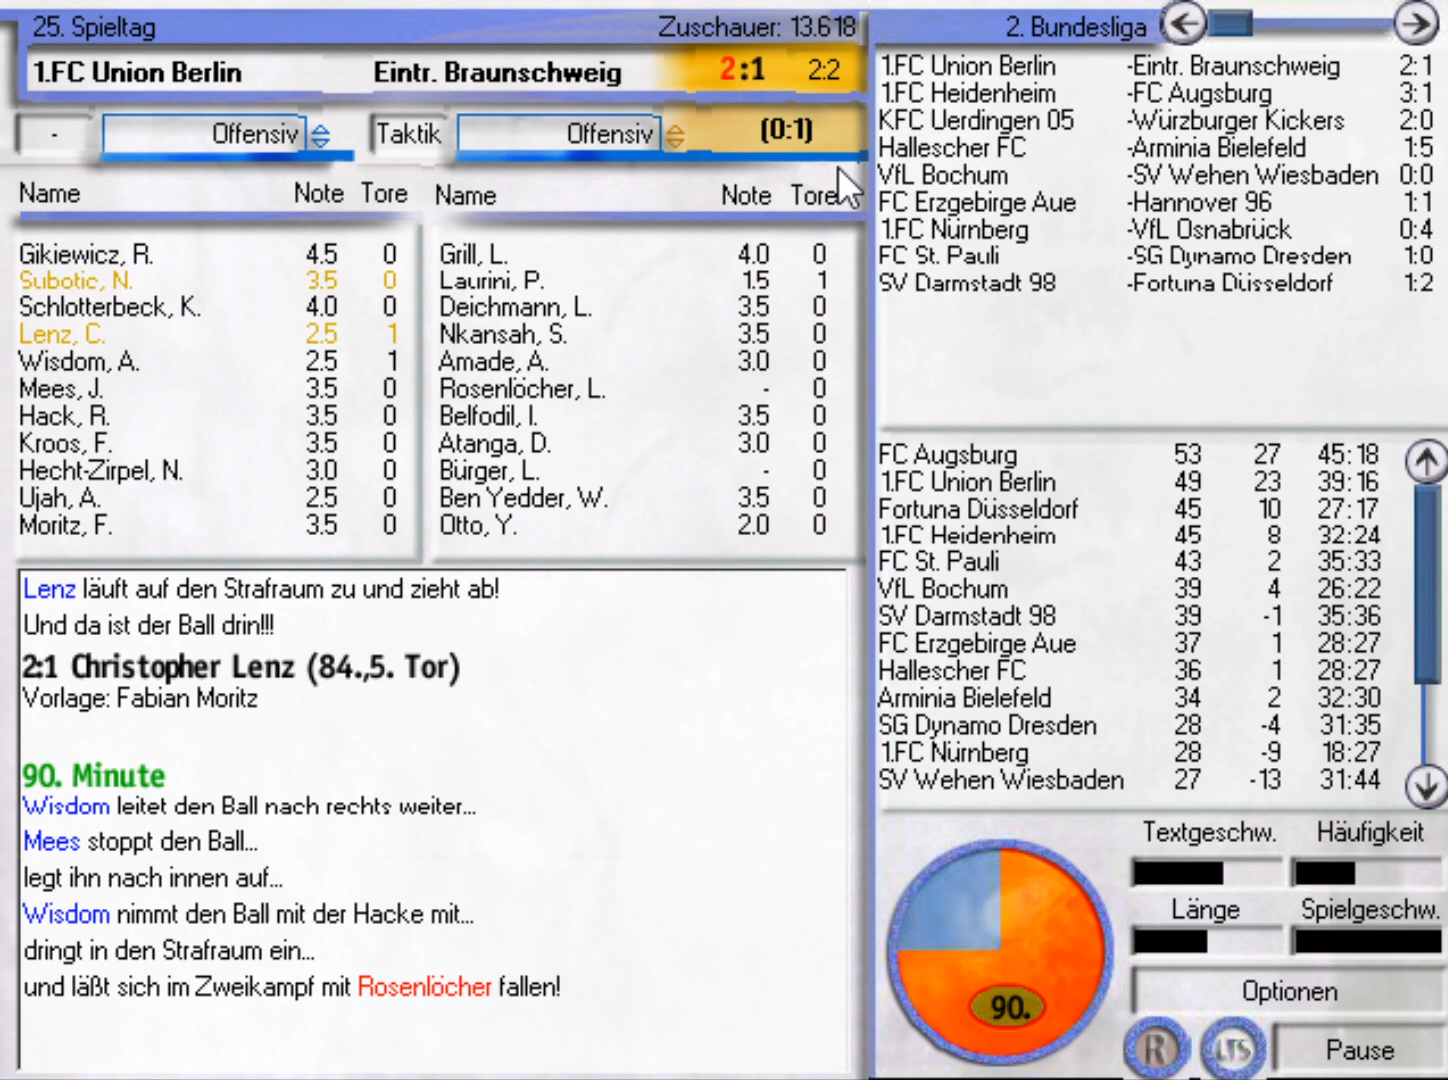 25. Spieltag Zuschauer: 13.618
1.FC Union Berlin Eintr. Braunschweig 2:1 2:2
- Offensiv Taktik Offensiv (0:1)
Name Note Tore Name Note Tore
Gikiewicz, R. 4.5 0 Grill, L. 4.0 0
Subotic, N. 3.5 0 Laurini, P. 1.5 1
Schlotterbeck, K. 4.0 0 Deichmann, L. 3.5 0
Lenz, C. 2.5 1 Nkansah, S. 3.5 0
Wisdom, A. 2.5 1 Amade, A. 3.0 0
Mees, J. 3.5 0 Rosenlöcher, L. - 0
Hack, R. 3.5 0 Belfodil, I. 3.5 0
Kroos, F. 3.5 0 Atanga, D. 3.0 0
Hecht-Zirpel, N. 3.0 0 Bürger, L. - 0
Ujah, A. 2.5 0 Ben Yedder, W. 3.5 0
Moritz, F. 3.5 0 Otto, Y. 2.0 0
Lenz läuft auf den Strafraum zu und zieht ab!
Und da ist der Ball drin!!!
2:1 Christopher Lenz (84.,5. Tor)
Vorlage: Fabian Moritz
90. Minute
Wisdom leitet den Ball nach rechts weiter...
Mees stoppt den Ball...
legt ihn nach innen auf...
Wisdom nimmt den Ball mit der Hacke mit...
dringt in den Strafraum ein...
und läßt sich im Zweikampf mit Rosenlöcher fallen!
2. Bundesliga
1.FC Union Berlin -Eintr. Braunschweig 2:1
1.FC Heidenheim -FC Augsburg 3:1
KFC Uerdingen 05 -Würzburger Kickers 2:0
Hallescher FC -Arminia Bielefeld 1:5
VfL Bochum -SV Wehen Wiesbaden 0:0
FC Erzgebirge Aue -Hannover 96 1:1
1.FC Nürnberg -VfL Osnabrück 0:4
FC St. Pauli -SG Dynamo Dresden 1:0
SV Darmstadt 98 -Fortuna Düsseldorf 1:2
FC Augsburg 53 27 45:18
1.FC Union Berlin 49 23 39:16
Fortuna Düsseldorf 45 10 27:17
1.FC Heidenheim 45 8 32:24
FC St. Pauli 43 2 35:33
VfL Bochum 39 4 26:22
SV Darmstadt 98 39 -1 35:36
FC Erzgebirge Aue 37 1 28:27
Hallescher FC 36 1 28:27
Arminia Bielefeld 34 2 32:30
SG Dynamo Dresden 28 -4 31:35
1.FC Nürnberg 28 -9 18:27
SV Wehen Wiesbaden 27 -13 31:44
Textgeschw. Häufigkeit
Länge Spielgeschw.
90.
Optionen
R LTS Pause